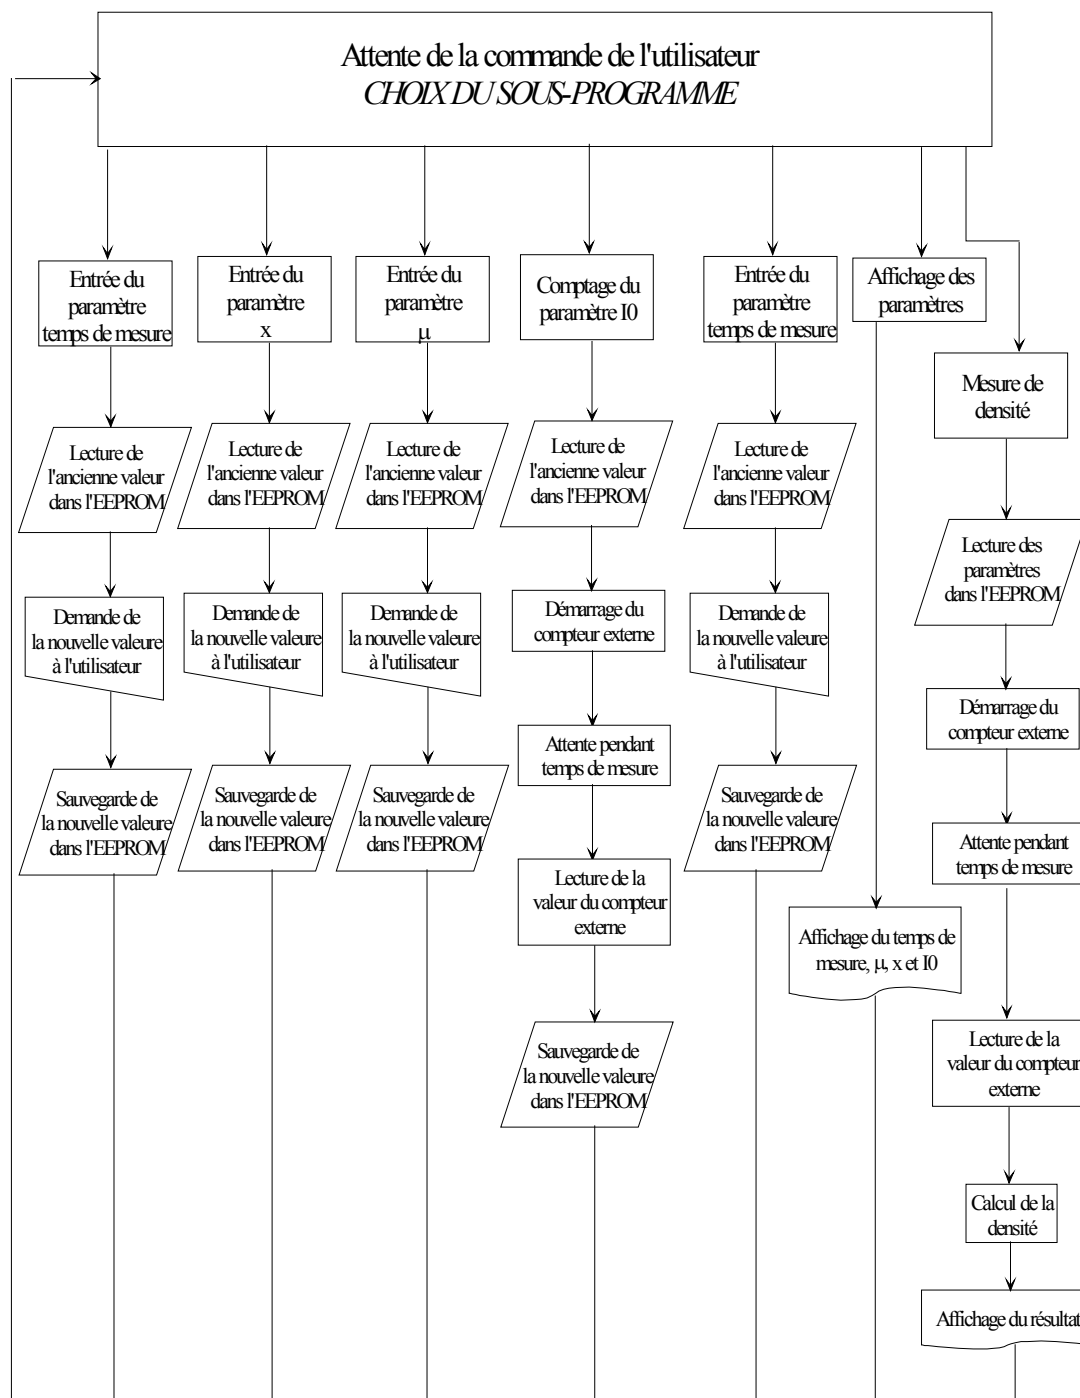 Attente de la commande de l'utilisateur
CHOIX DU SOUS-PROGRAMME
Entrée du
paramètre
temps de mesure
Lecture de
l'ancienne valeur
dans l'EEPROM
Demande de
la nouvelle valeure
à l'utilisateur
Sauvegarde de
la nouvelle valeure
dans l'EEPROM
Entrée du
paramètre
x
Lecture de
l'ancienne valeur
dans l'EEPROM
Demande de
la nouvelle valeure
à l'utilisateur
Sauvegarde de
la nouvelle valeure
dans l'EEPROM
Entrée du
paramètre
µ
Lecture de
l'ancienne valeur
dans l'EEPROM
Demande de
la nouvelle valeure
à l'utilisateur
Sauvegarde de
la nouvelle valeure
dans l'EEPROM
Comptage du
paramètre I0
Lecture de
l'ancienne valeur
dans l'EEPROM
Démarrage du
compteur externe
Attente pendant
temps de mesure
Lecture de la
valeur du compteur
externe
Sauvegarde de
la nouvelle valeure
dans l'EEPROM
Entrée du
paramètre
temps de mesure
Lecture de
l'ancienne valeur
dans l'EEPROM
Demande de
la nouvelle valeure
à l'utilisateur
Sauvegarde de
la nouvelle valeure
dans l'EEPROM
Affichage des
paramètres
Affichage du temps de
mesure, µ, x et I0
Mesure de
densité
Lecture des
paramètres
dans l'EEPROM
Démarrage du
compteur externe
Attente pendant
temps de mesure
Lecture de la
valeur du compteur
externe
Calcul de la
densité
Affichage du résultat